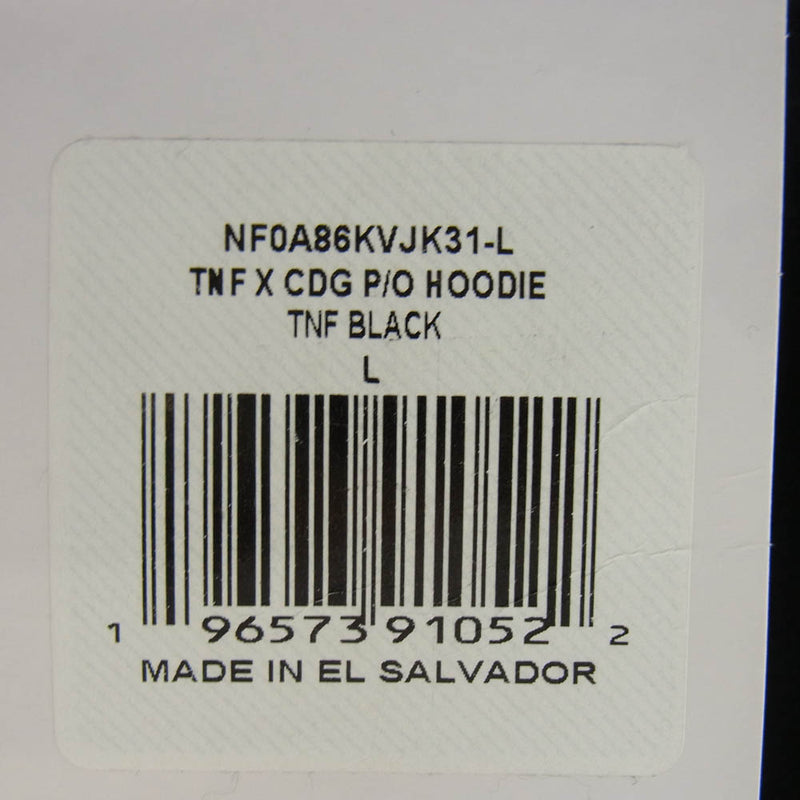 NF0A86KVJK31-L
TNF X CDG P/O HOODIE
TNF BLACK
L
1 96573 91052 2
MADE IN EL SALVADOR